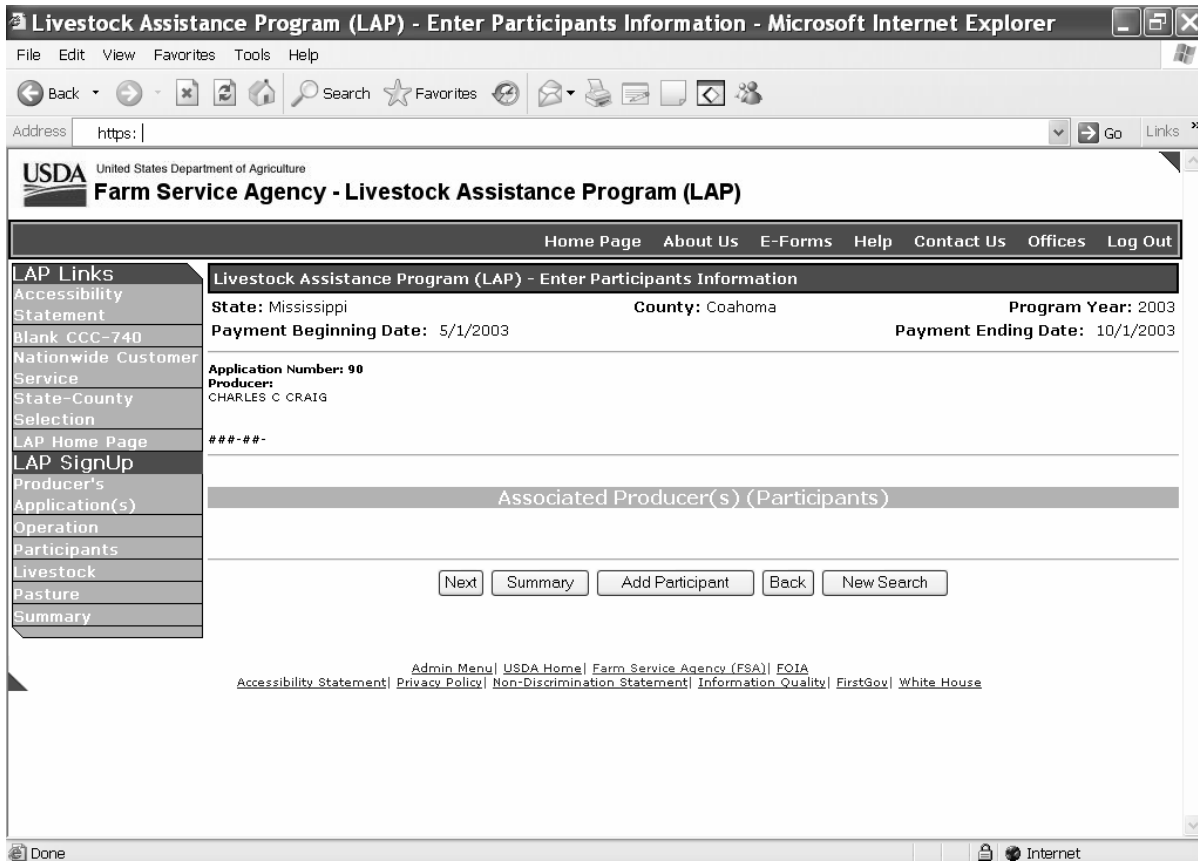 Livestock Assistance Program (LAP) - Enter Participants Information - Microsoft Internet Explorer
File Edit View Favorites Tools Help
Back Search Favorites
Address https: Go Links »
USDA United States Department of Agriculture
Farm Service Agency - Livestock Assistance Program (LAP)
Home Page About Us E-Forms Help Contact Us Offices Log Out
LAP Links
Accessibility
Statement
Blank CCC-740
Nationwide Customer
Service
State-County
Selection
LAP Home Page
LAP SignUp
Producer's
Application(s)
Operation
Participants
Livestock
Pasture
Summary
Livestock Assistance Program (LAP) - Enter Participants Information
State: Mississippi County: Coahoma Program Year: 2003
Payment Beginning Date: 5/1/2003 Payment Ending Date: 10/1/2003
Application Number: 90
Producer:
CHARLES C CRAIG
###-##-
Associated Producer(s) (Participants)
Next Summary Add Participant Back New Search
Admin Menu| USDA Home| Farm Service Agency (FSA)| FOIA
Accessibility Statement| Privacy Policy| Non-Discrimination Statement| Information Quality| FirstGov| White House
Done Internet